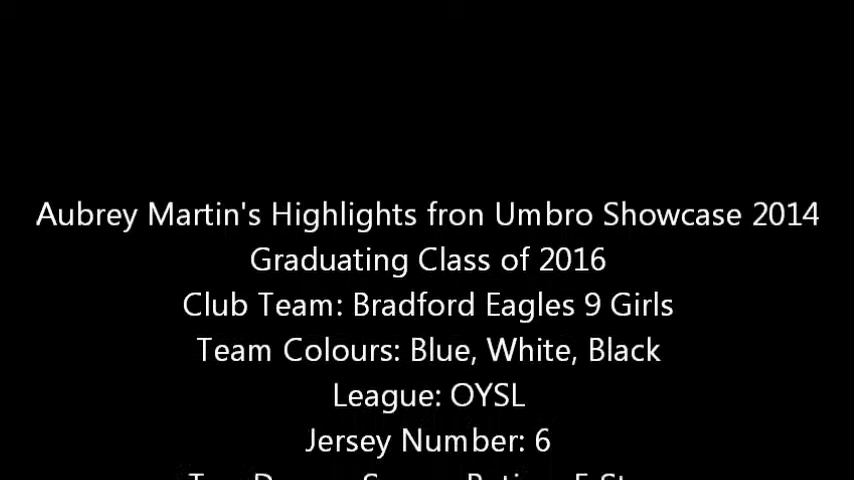 Aubrey Martin's Highlights fron Umbro Showcase 2014
Graduating Class of 2016
Club Team: Bradford Eagles 9 Girls
Team Colours: Blue, White, Black
League: OYSL
Jersey Number: 6